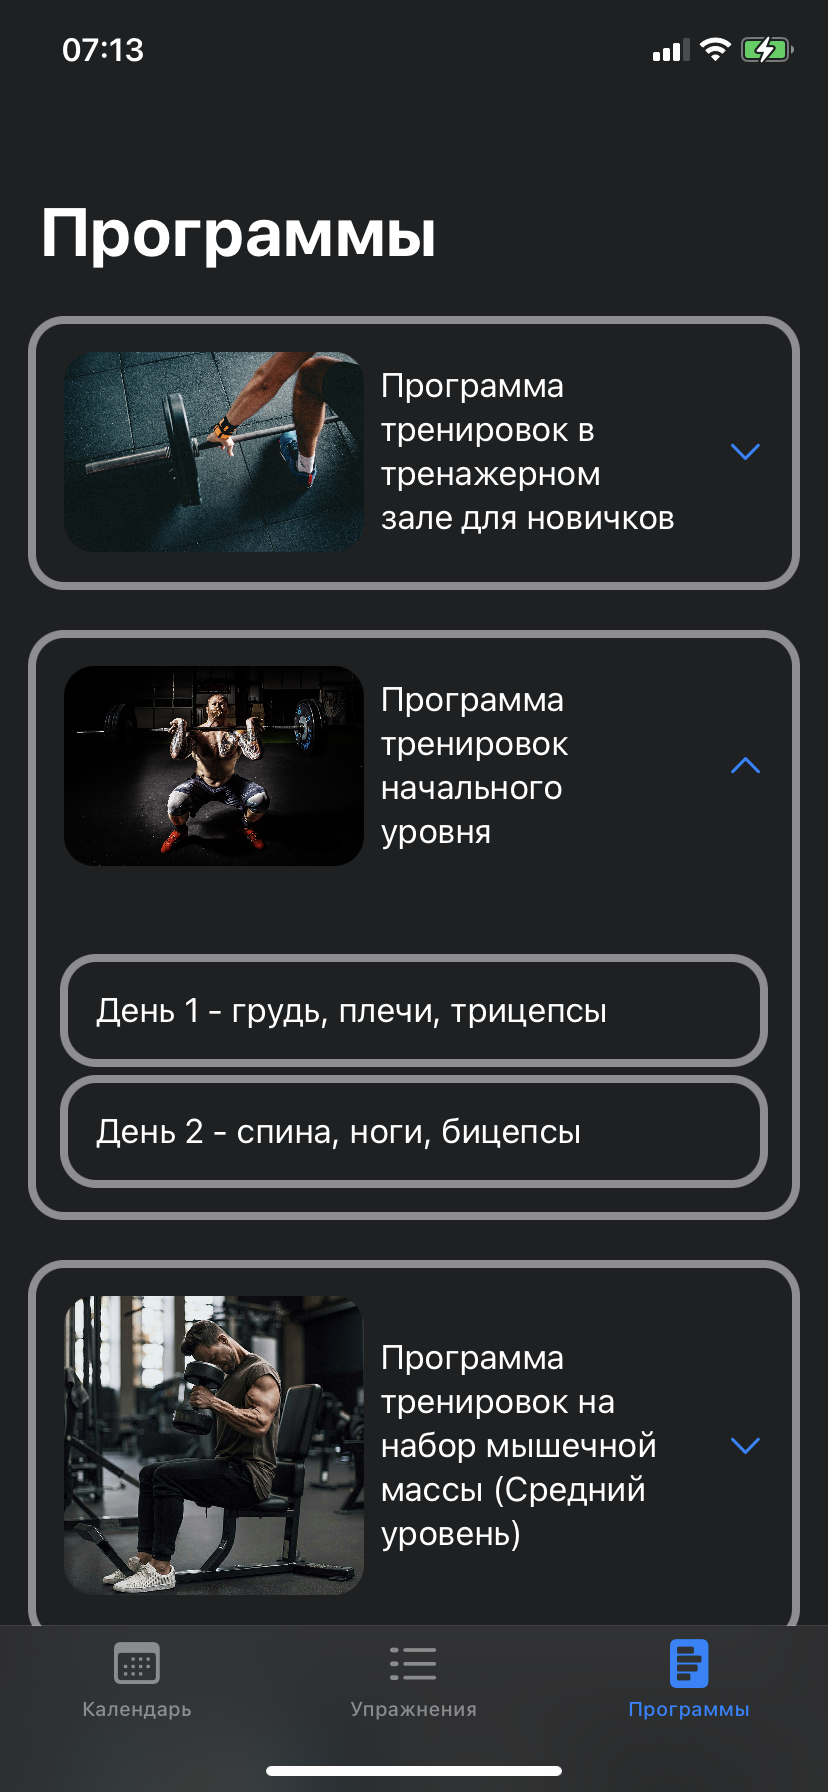 07:13
Программы
Программа
тренировок в
тренажерном
зале для новичков
Программа
тренировок
начального
уровня
День 1 - грудь, плечи, трицепсы
День 2 - спина, ноги, бицепсы
Программа
тренировок на
набор мышечной
массы (Средний
уровень)
Календарь
Упражнения
Программы